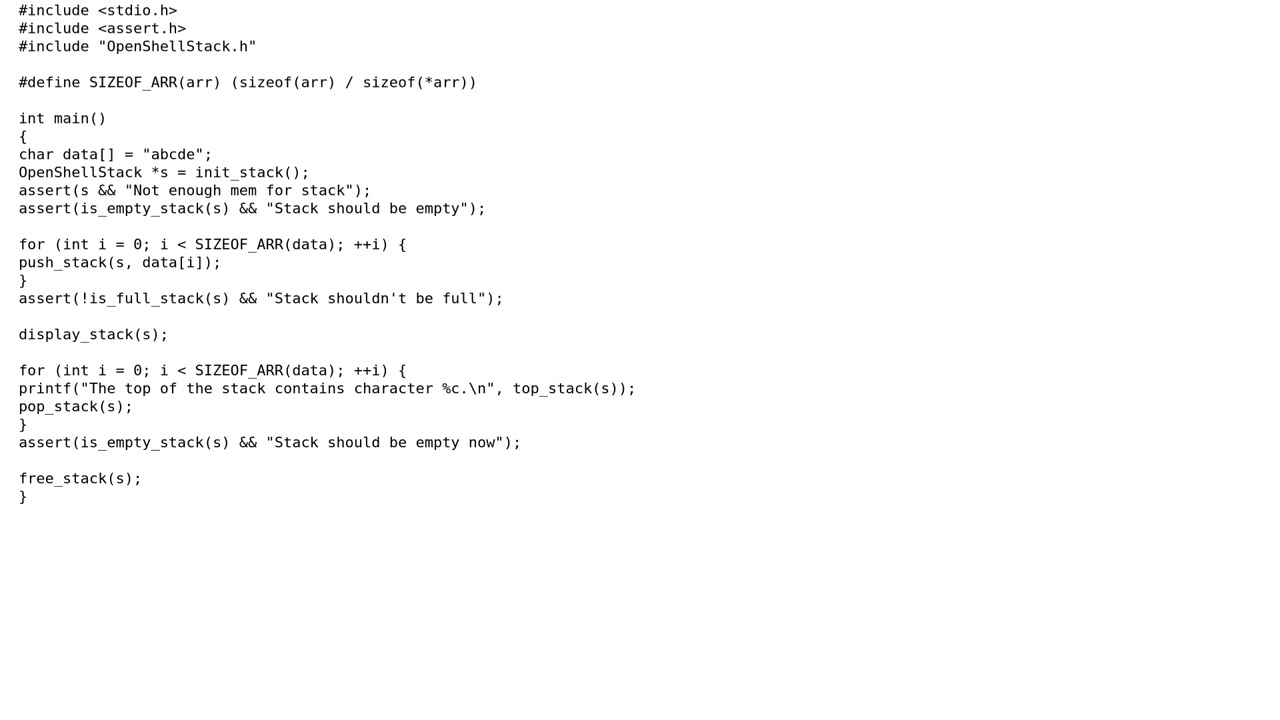 #include <stdio.h>
#include <assert.h>
#include "OpenShellStack.h"

#define SIZEOF_ARR(arr) (sizeof(arr) / sizeof(*arr))

int main()
{
char data[] = "abcde";
OpenShellStack *s = init_stack();
assert(s && "Not enough mem for stack");
assert(is_empty_stack(s) && "Stack should be empty");

for (int i = 0; i < SIZEOF_ARR(data); ++i) {
push_stack(s, data[i]);
}
assert(!is_full_stack(s) && "Stack shouldn't be full");

display_stack(s);

for (int i = 0; i < SIZEOF_ARR(data); ++i) {
printf("The top of the stack contains character %c.\n", top_stack(s));
pop_stack(s);
}
assert(is_empty_stack(s) && "Stack should be empty now");

free_stack(s);
}